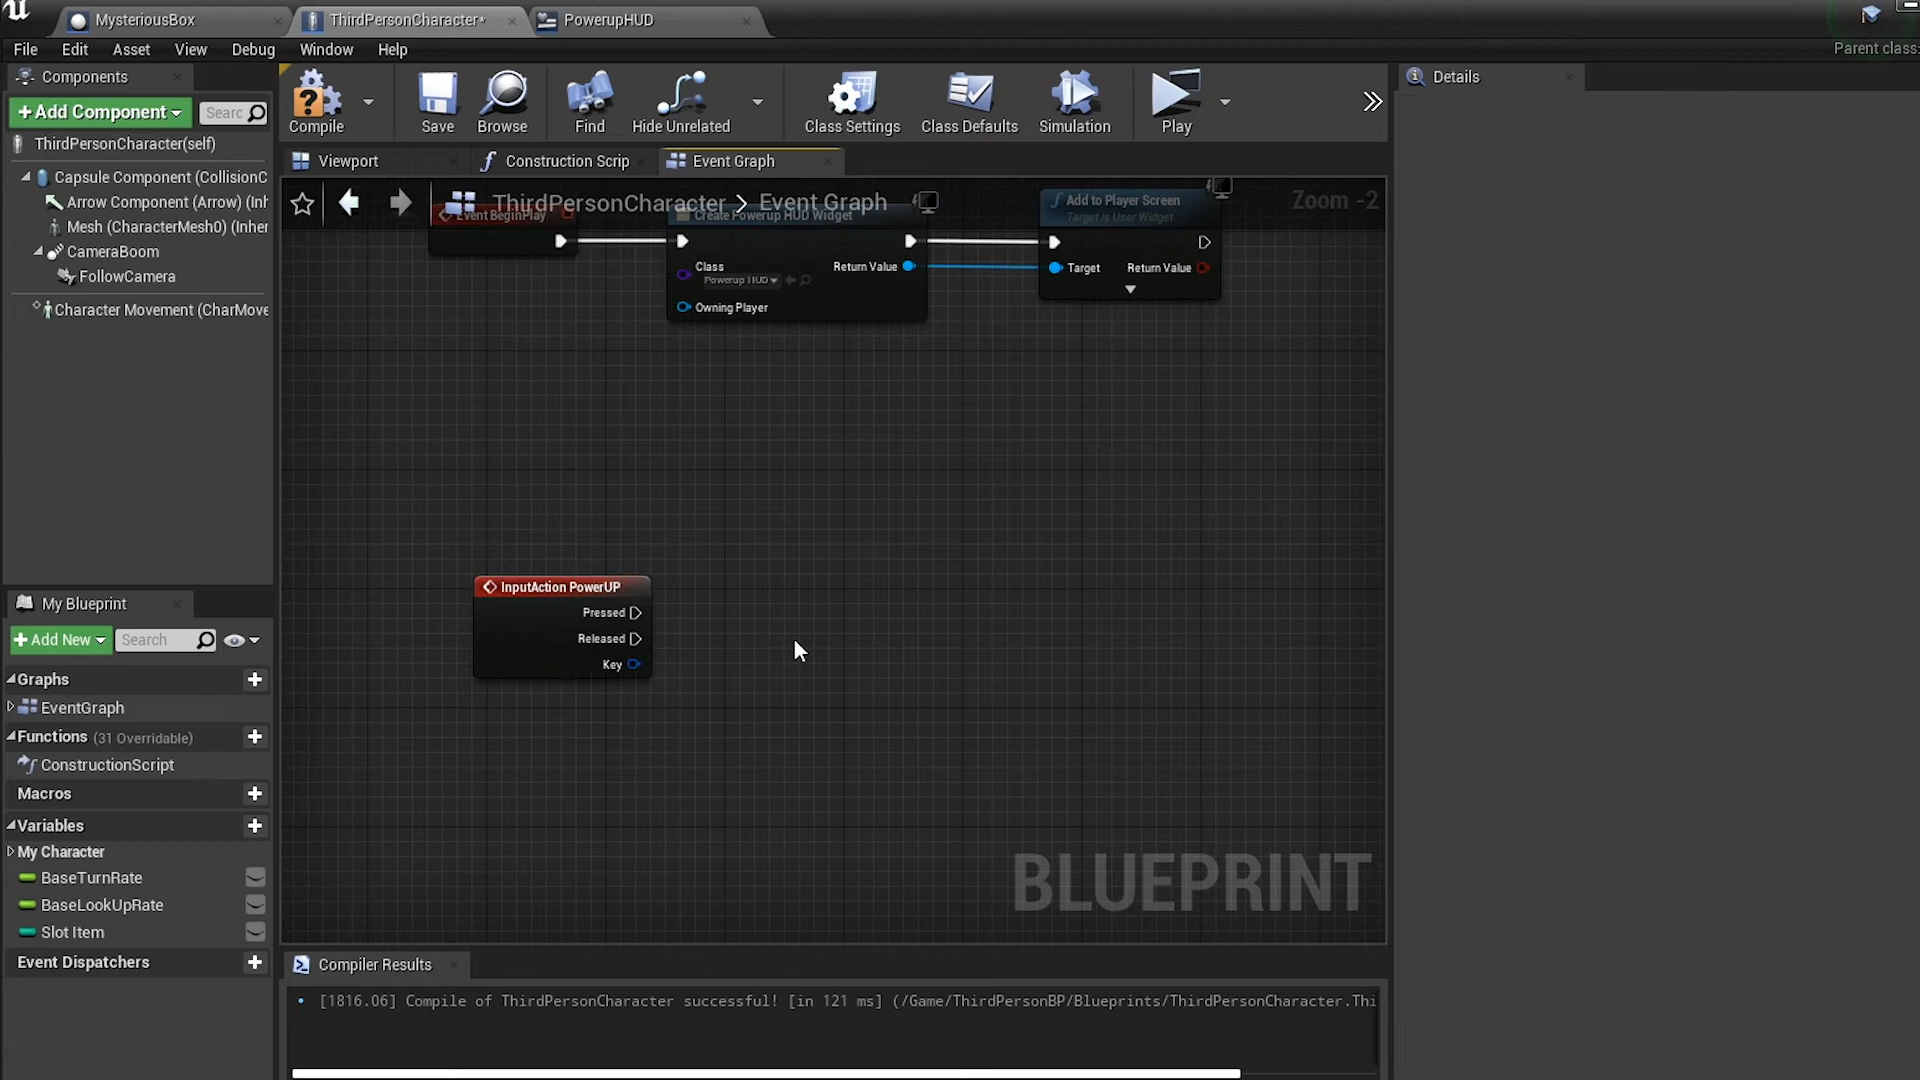 MysteriousBox
ThirdPersonCharacter*
PowerupHUD
File
Edit
Asset
View
Debug
Window
Help
Parent class:
Components
+Add Component
Searc
ThirdPersonCharacter(self)
Capsule Component (CollisionC
Arrow Component (Arrow) (Inh
Mesh (CharacterMesh0) (Inher
CameraBoom
FollowCamera
Character Movement (CharMove
Compile
Save
Browse
Find
Hide Unrelated
Class Settings
Class Defaults
Simulation
Play
Viewport
Construction Scrip
Event Graph
ThirdPersonCharacter > Event Graph
Zoom -2
Event BeginPlay
Create Powerup HUD Widget
Class
Powerup HUD
Return Value
Owning Player
Add to Player Screen
Target is User Widget
Target
Return Value
InputAction PowerUP
Pressed
Released
Key
BLUEPRINT
My Blueprint
+Add New
Search
Graphs
EventGraph
Functions (31 Overridable)
ConstructionScript
Macros
Variables
My Character
BaseTurnRate
BaseLookUpRate
Slot Item
Event Dispatchers
Compiler Results
[1816.06] Compile of ThirdPersonCharacter successful! [in 121 ms] (/Game/ThirdPersonBP/Blueprints/ThirdPersonCharacter.Thi
Details